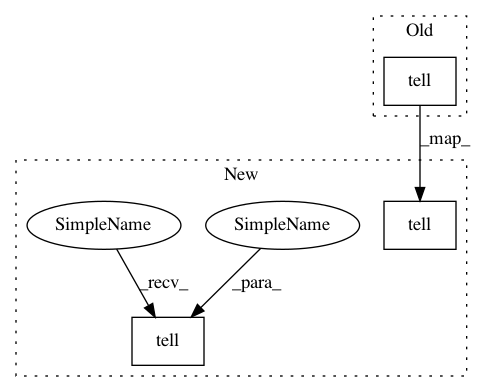 Old
tell
_map_
New
SimpleName
SimpleName
tell
_recv_
_para_
tell